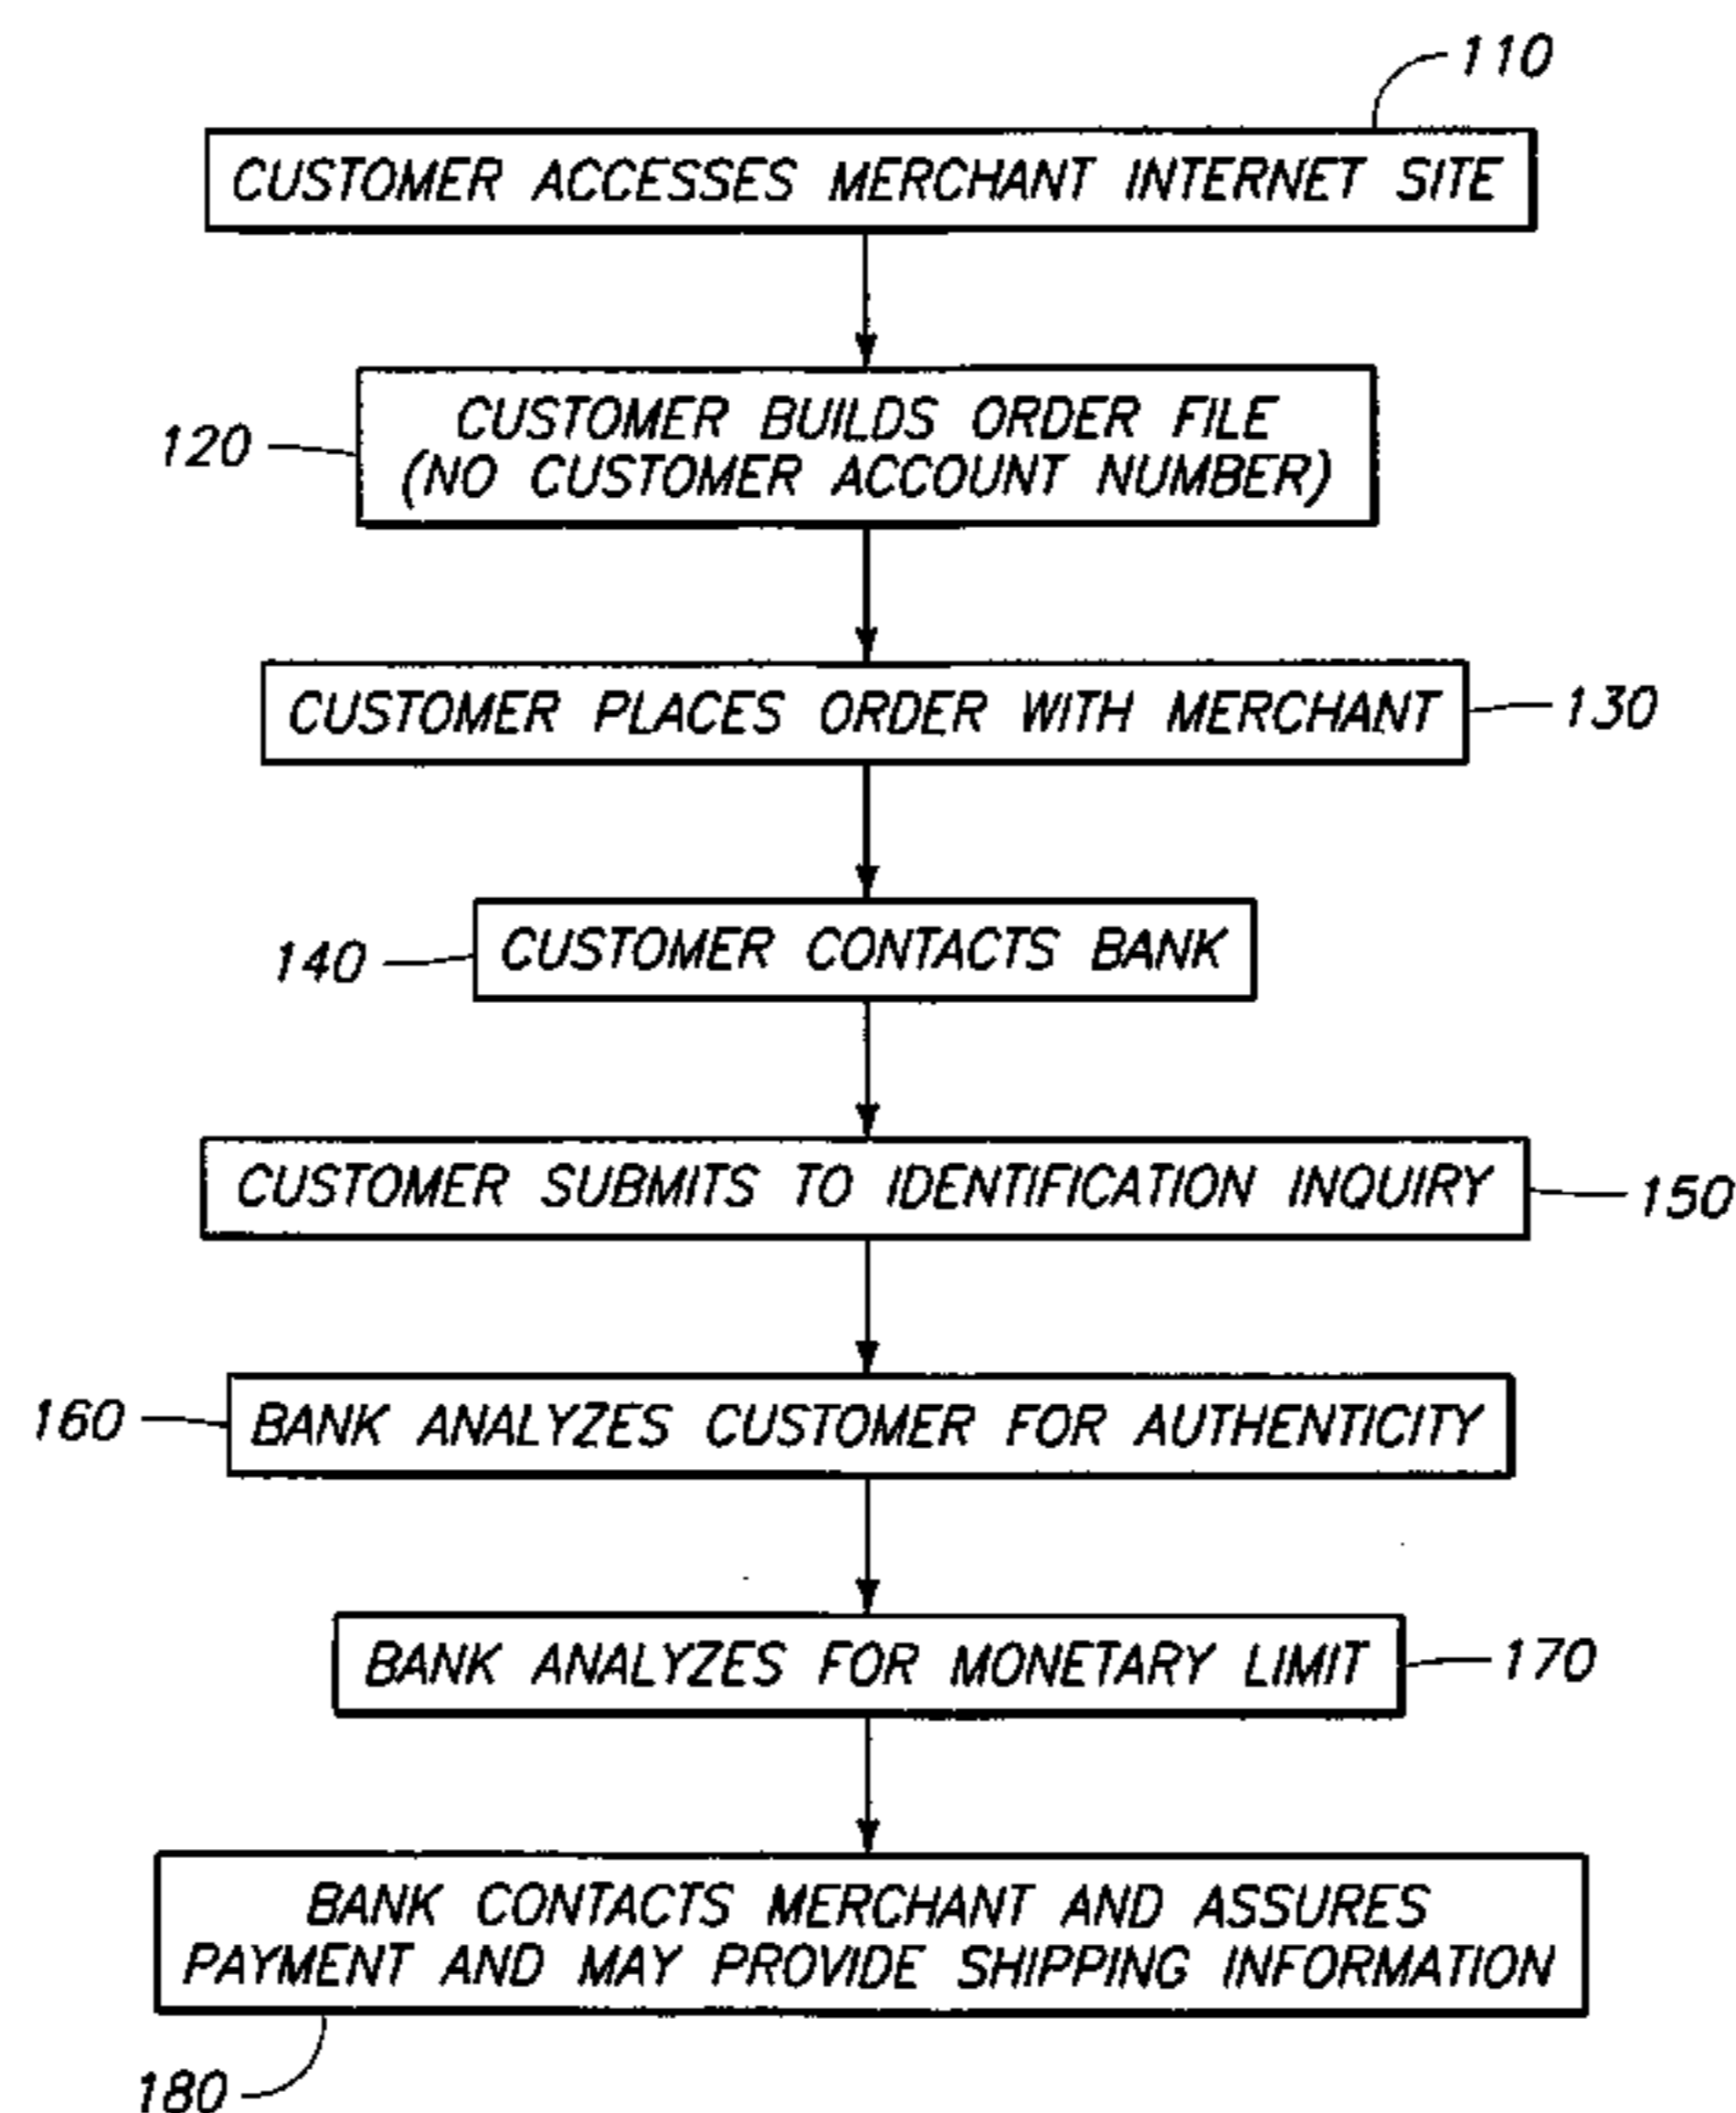 110
CUSTOMER ACCESSES MERCHANT INTERNET SITE
CUSTOMER BUILDS ORDER FILE
(NO CUSTOMER ACCOUNT NUMBER)
120
CUSTOMER PLACES ORDER WITH MERCHANT
130
CUSTOMER CONTACTS BANK
140
CUSTOMER SUBMITS TO IDENTIFICATION INQUIRY
150
BANK ANALYZES CUSTOMER FOR AUTHENTICITY
160
BANK ANALYZES FOR MONETARY LIMIT
170
BANK CONTACTS MERCHANT AND ASSURES
PAYMENT AND MAY PROVIDE SHIPPING INFORMATION
180